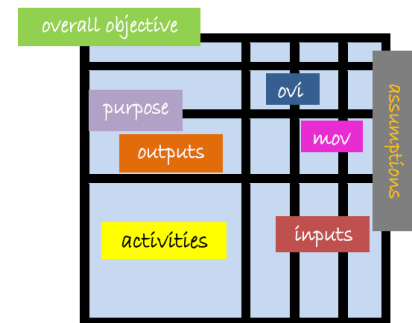 overall objective
ovi
assumptions
purpose
mov
outputs
activities
inputs